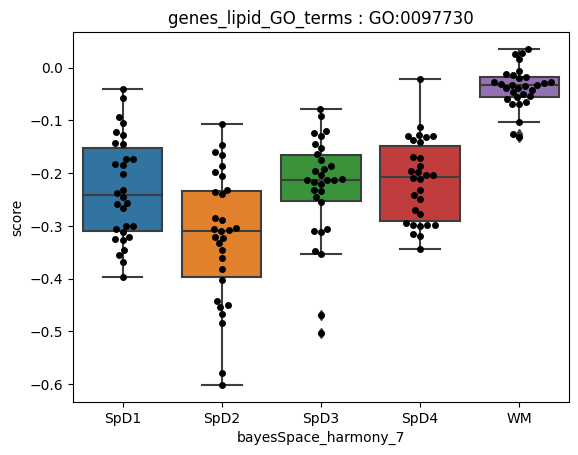 genes_lipid_GO_terms : GO:0097730
0.0
−0.1
−0.2
−0.3
−0.4
−0.5
−0.6
score
SpD1 SpD2 SpD3 SpD4 WM
bayesSpace_harmony_7